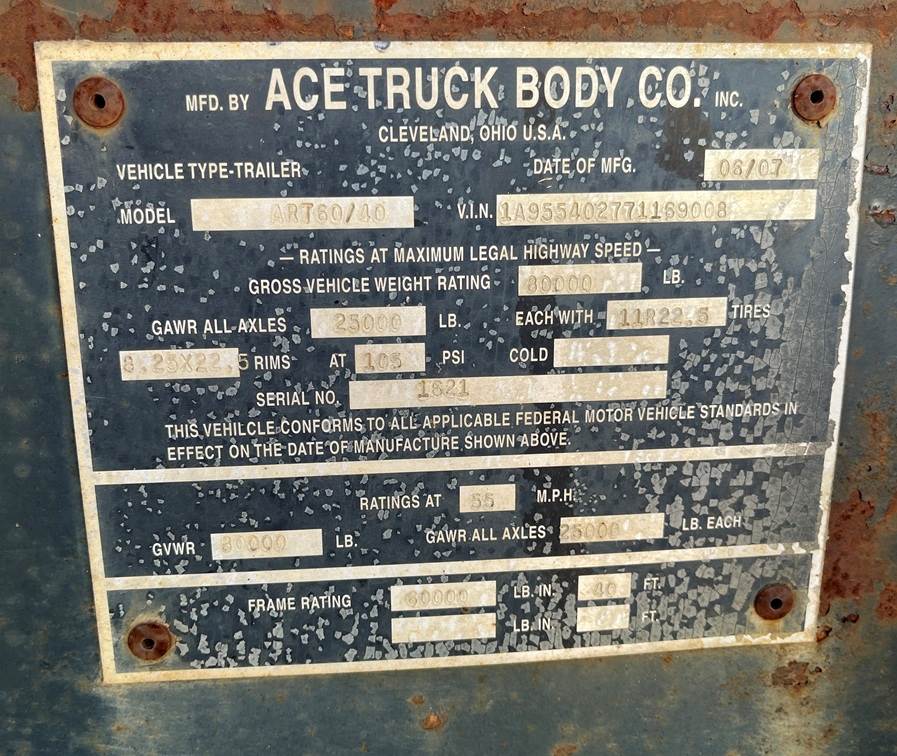 MFD. BY ACE TRUCK BODY CO. INC.
CLEVELAND, OHIO U.S.A.
VEHICLE TYPE-TRAILER DATE OF MFG. 06/07
MODEL ART60/40 V.I.N. 1A955402771169008
— RATINGS AT MAXIMUM LEGAL HIGHWAY SPEED —
GROSS VEHICLE WEIGHT RATING 80000 LB.
GAWR ALL AXLES 25000 LB. EACH WITH 11R22.5 TIRES
8.25X22.5 RIMS AT 105 PSI COLD
SERIAL NO. 1821
THIS VEHILCLE CONFORMS TO ALL APPLICABLE FEDERAL MOTOR VEHICLE STANDARDS IN
EFFECT ON THE DATE OF MANUFACTURE SHOWN ABOVE.
RATINGS AT 55 M.P.H.
GVWR 80000 LB. GAWR ALL AXLES 25000 LB. EACH
FRAME RATING 60000 LB. IN. 40 FT.
LB. IN. FT.